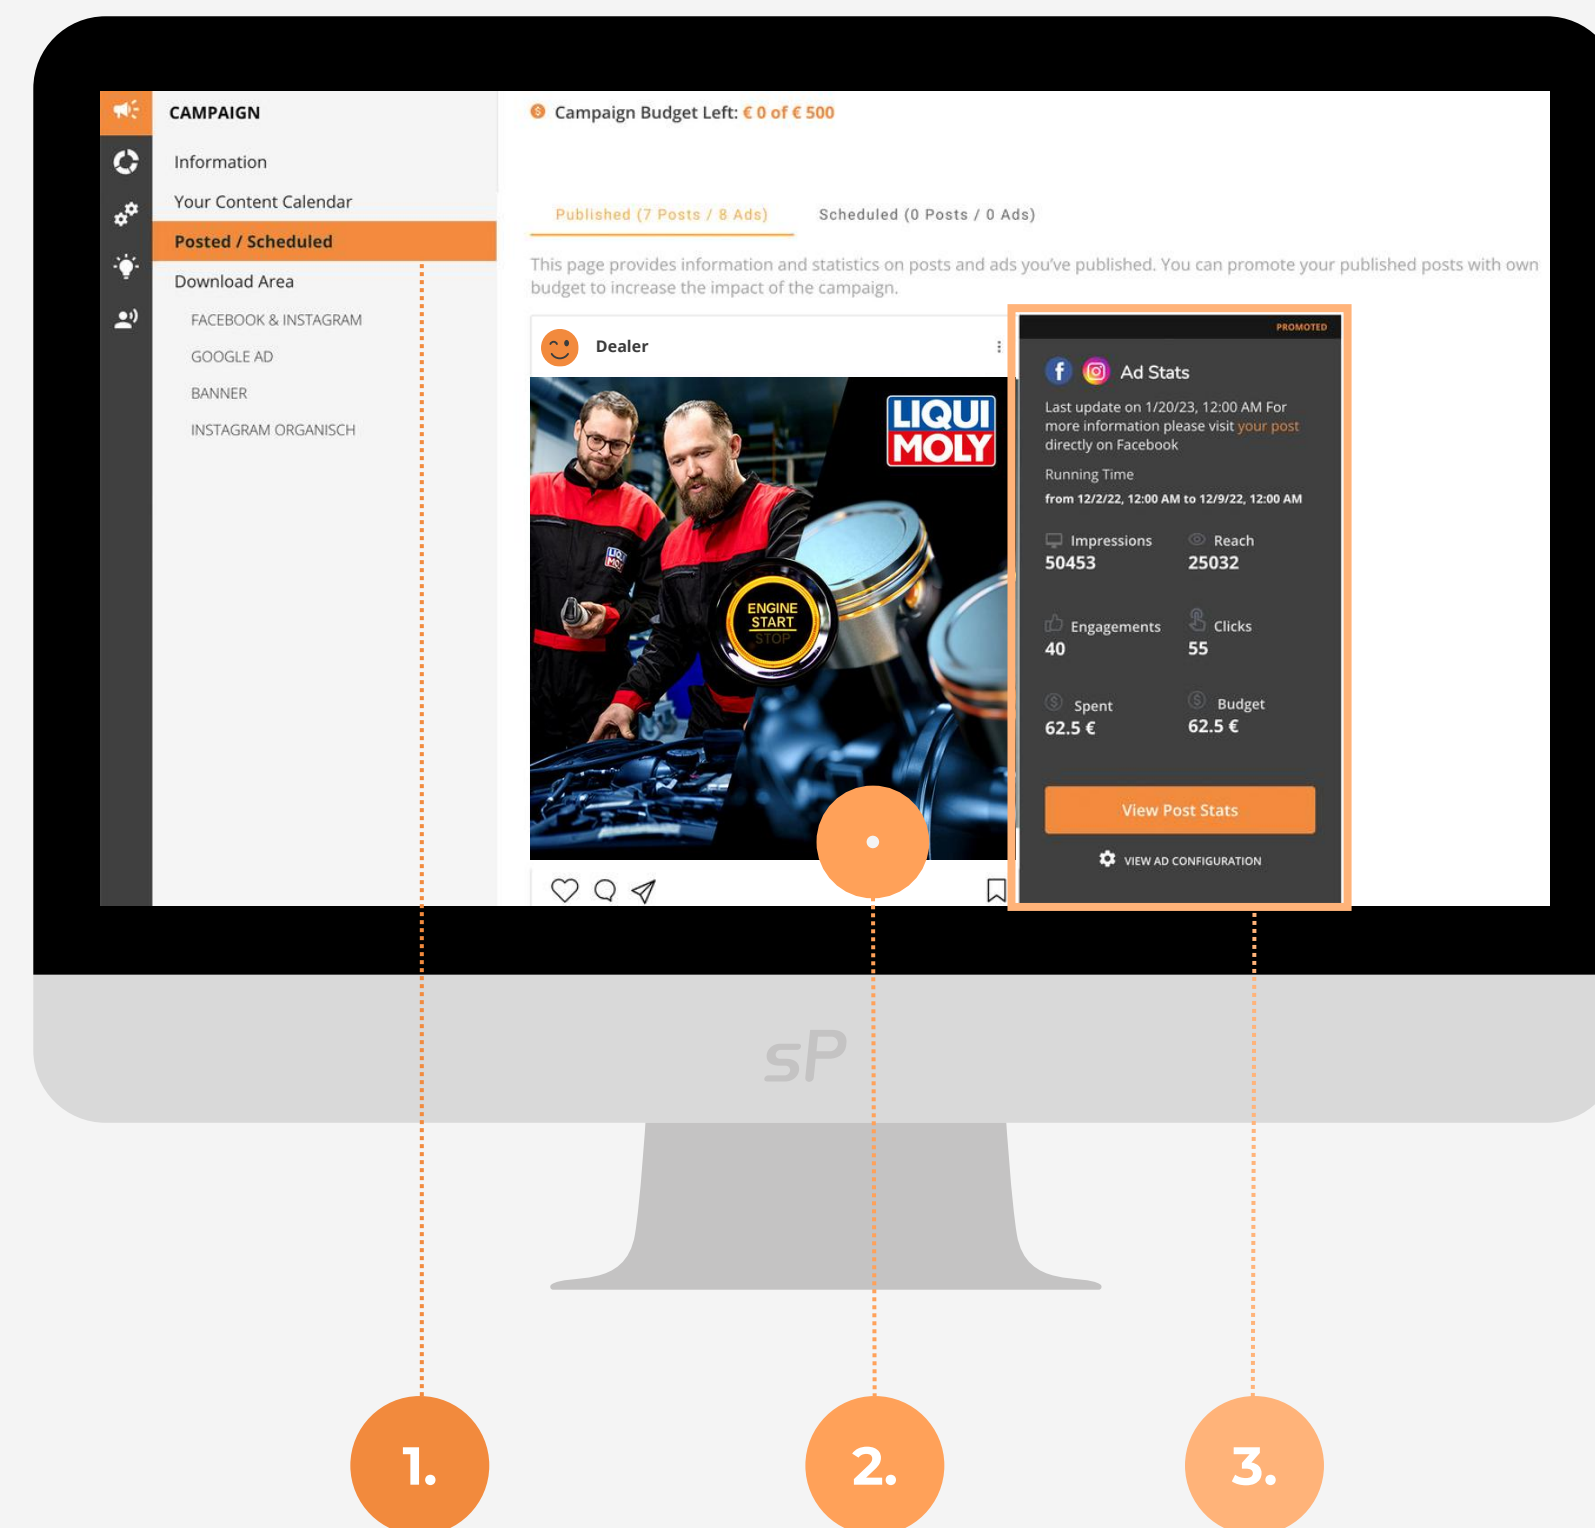 CAMPAIGN
Information
Your Content Calendar
Posted / Scheduled
Download Area
FACEBOOK & INSTAGRAM
GOOGLE AD
BANNER
INSTAGRAM ORGANISCH
Campaign Budget Left: € 0 of € 500
Published (7 Posts / 8 Ads) Scheduled (0 Posts / 0 Ads)
This page provides information and statistics on posts and ads you've published. You can promote your published posts with own
budget to increase the impact of the campaign.
Dealer
LIQUI
MOLY
LIQUI
MOLY
ENGINE
START
STOP
PROMOTED
Ad Stats
Last update on 1/20/23, 12:00 AM For
more information please visit your post
directly on Facebook
Running Time
from 12/2/22, 12:00 AM to 12/9/22, 12:00 AM
Impressions Reach
50453 25032
Engagements Clicks
40 55
Spent Budget
62.5 € 62.5 €
View Post Stats
VIEW AD CONFIGURATION
sP
1. 2. 3.